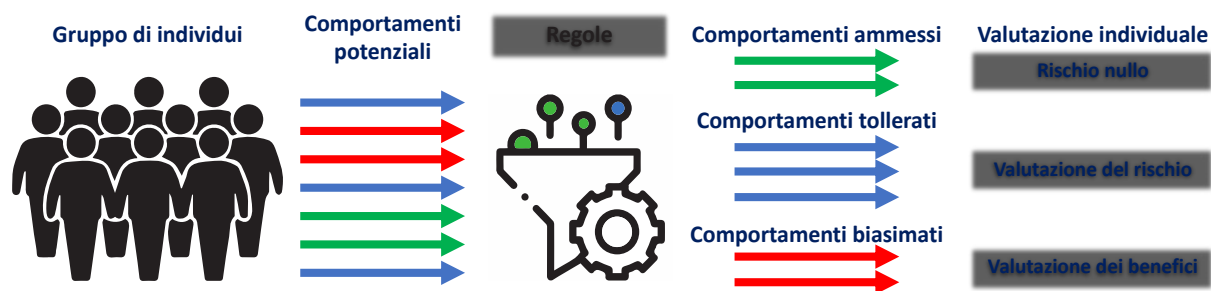 Gruppo di individui
Comportamenti
potenziali
Regole
Comportamenti ammessi
Comportamenti tollerati
Comportamenti biasimati
Valutazione individuale
Rischio nullo
Valutazione del rischio
Valutazione dei benefici